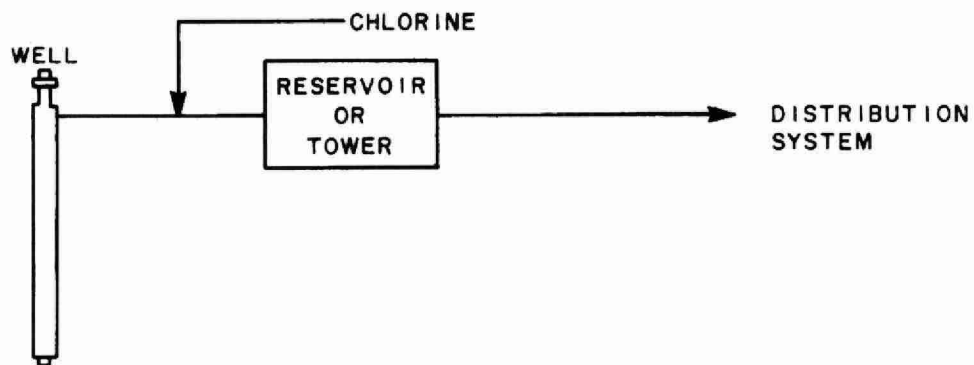 CHLORINE
WELL
RESERVOIR
OR
TOWER
DISTRIBUTION
SYSTEM